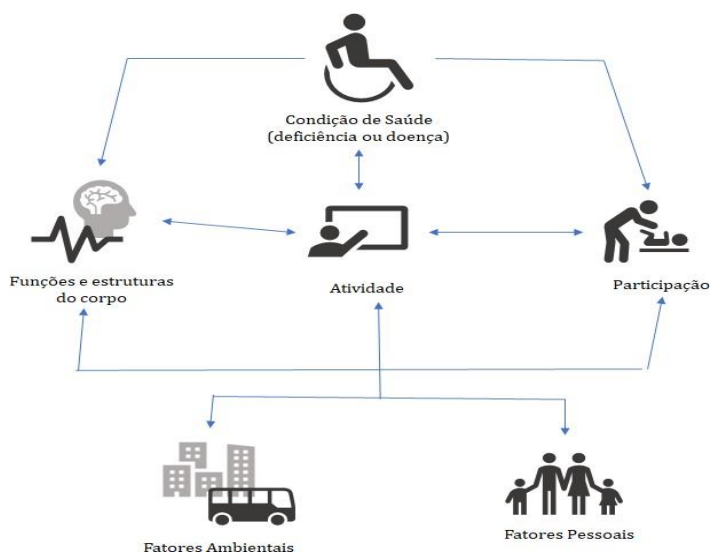 Condição de Saúde
(deficiência ou doença)
Funções e estruturas
do corpo
Atividade
Participação
Fatores Ambientais
Fatores Pessoais